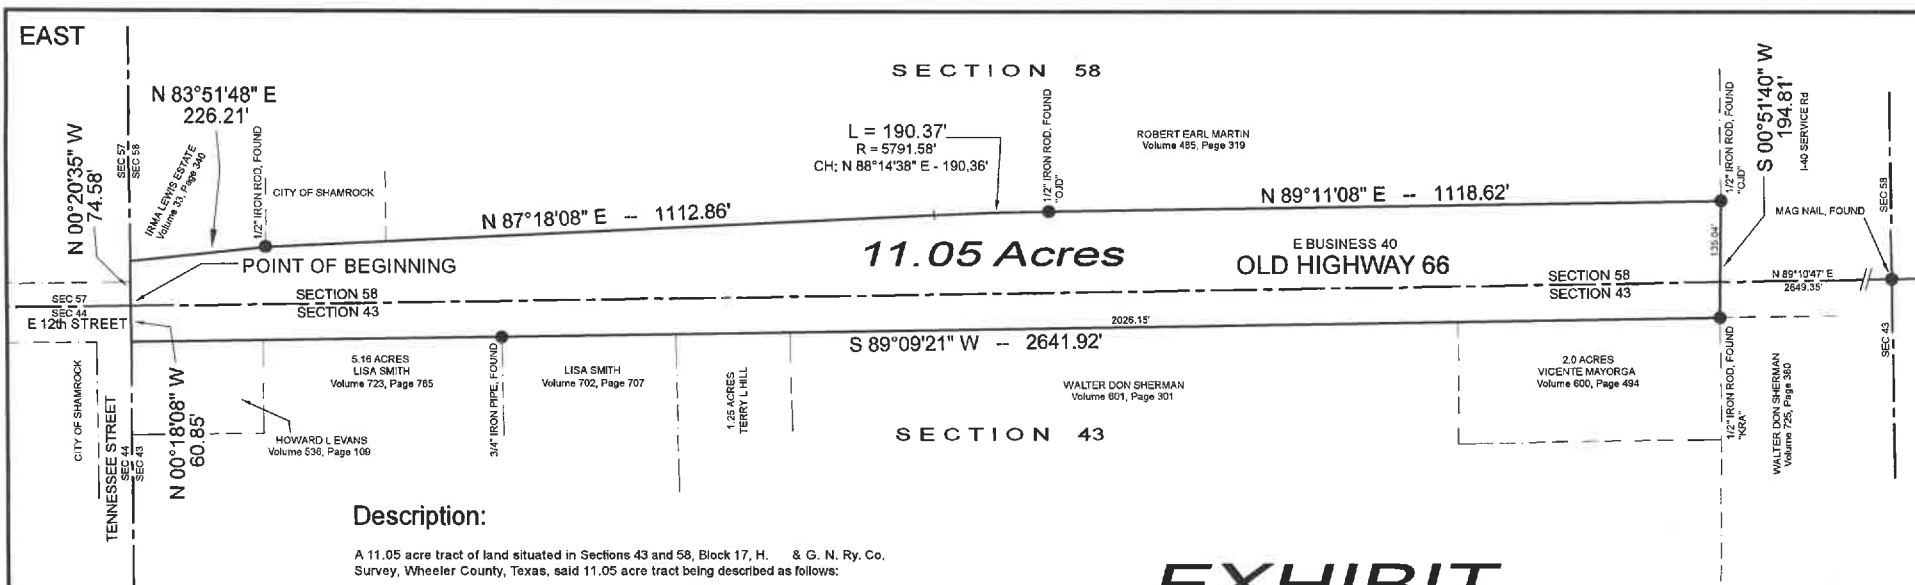 EAST
SECTION 58
N 83°51'48" E
226.21'
N 00°20'35" W
74.58'
SEC 57
SEC 58
IRMA LEWIS ESTATE
Volume 33, Page 340
1/2" IRON ROD, FOUND
CITY OF SHAMROCK
L = 190.37'
R = 5791.58'
CH; N 88°14'38" E - 190.36'
1/2" IRON ROD, FOUND
"OJD"
ROBERT EARL MARTIN
Volume 485, Page 319
1/2" IRON ROD, FOUND
"OJD"
S 00°51'40" W
194.81'
I-40 SERVICE Rd
SEC 58
MAG NAIL, FOUND
N 87°18'08" E -- 1112.86'
N 89°11'08" E -- 1118.62'
11.05 Acres
E BUSINESS 40
OLD HIGHWAY 66
135.04'
POINT OF BEGINNING
SECTION 58
SECTION 43
SECTION 58
SECTION 43
N 89°10'47" E
2649.35'
SEC 57
SEC 44
E 12th STREET
2026.15'
S 89°09'21" W -- 2641.92'
SEC 43
CITY OF SHAMROCK
TENNESSEE STREET
SEC 44
SEC 43
N 00°18'08" W
60.85'
5.16 ACRES
LISA SMITH
Volume 723, Page 765
HOWARD L EVANS
Volume 536, Page 109
3/4" IRON PIPE, FOUND
LISA SMITH
Volume 702, Page 707
1.25 ACRES
TERRY L HILL
WALTER DON SHERMAN
Volume 601, Page 301
SECTION 43
2.0 ACRES
VICENTE MAYORGA
Volume 600, Page 494
1/2" IRON ROD, FOUND
"KRA"
WALTER DON SHERMAN
Volume 725, Page 380
Description:
A 11.05 acre tract of land situated in Sections 43 and 58, Block 17, H. & G. N. Ry. Co.
Survey, Wheeler County, Texas, said 11.05 acre tract being described as follows:
EXHIBIT